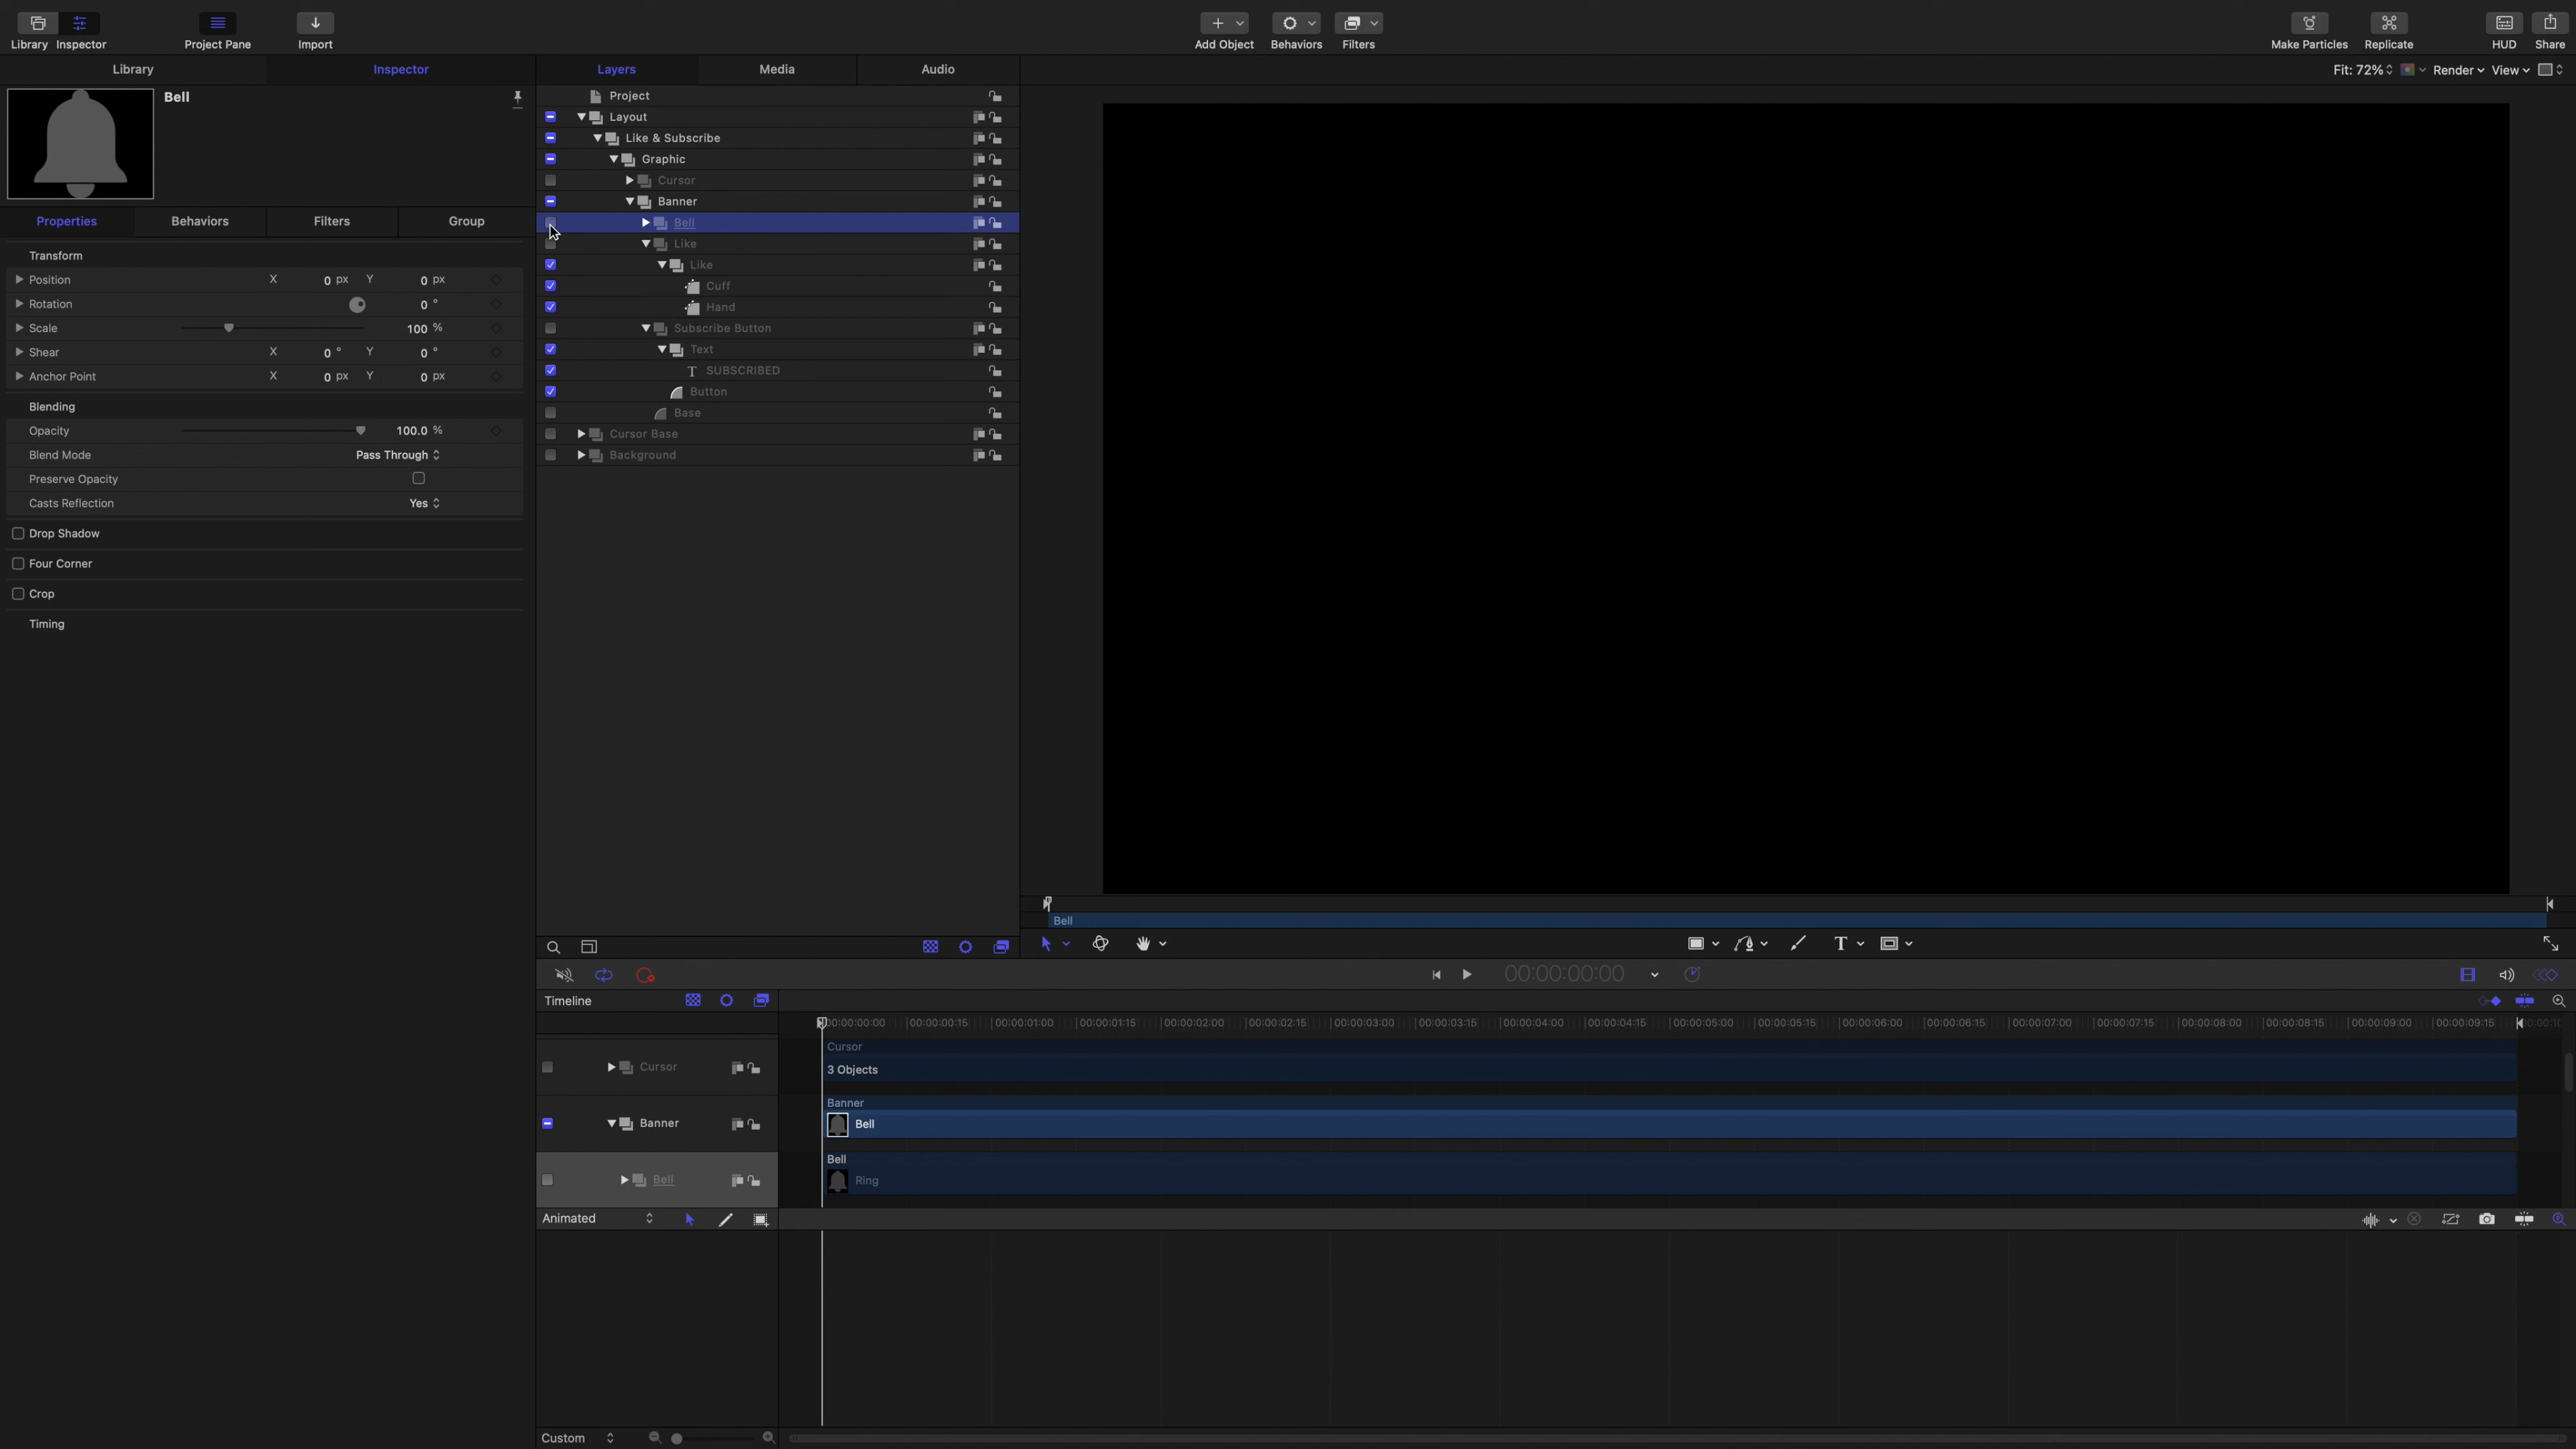 Library Inspector Project Pane Import Add Object Behaviors Filters Make Particles Replicate HUD Share
Library Inspector Layers Media Audio Fit: 72% Render View
Bell
Properties Behaviors Filters Group
Transform
Position X 0 px Y 0 px
Rotation 0 °
Scale 100 %
Shear X 0 ° Y 0 °
Anchor Point X 0 px Y 0 px
Blending
Opacity 100.0 %
Blend Mode Pass Through
Preserve Opacity
Casts Reflection Yes
Drop Shadow
Four Corner
Crop
Timing
Project
Layout
Like & Subscribe
Graphic
Cursor
Banner
Bell
Like
Like
Cuff
Hand
Subscribe Button
Text
T SUBSCRIBED
Button
Base
Cursor Base
Background
Bell
T
00:00:00:00
Timeline
00:00:00:00 00:00:00:15 00:00:01:00 00:00:01:15 00:00:02:00 00:00:02:15 00:00:03:00 00:00:03:15 00:00:04:00 00:00:04:15 00:00:05:00 00:00:05:15 00:00:06:00 00:00:06:15 00:00:07:00 00:00:07:15 00:00:08:00 00:00:08:15 00:00:09:00 00:00:09:15
Cursor
Cursor 3 Objects
Banner
Banner Bell
Bell
Bell Ring
Animated
Custom